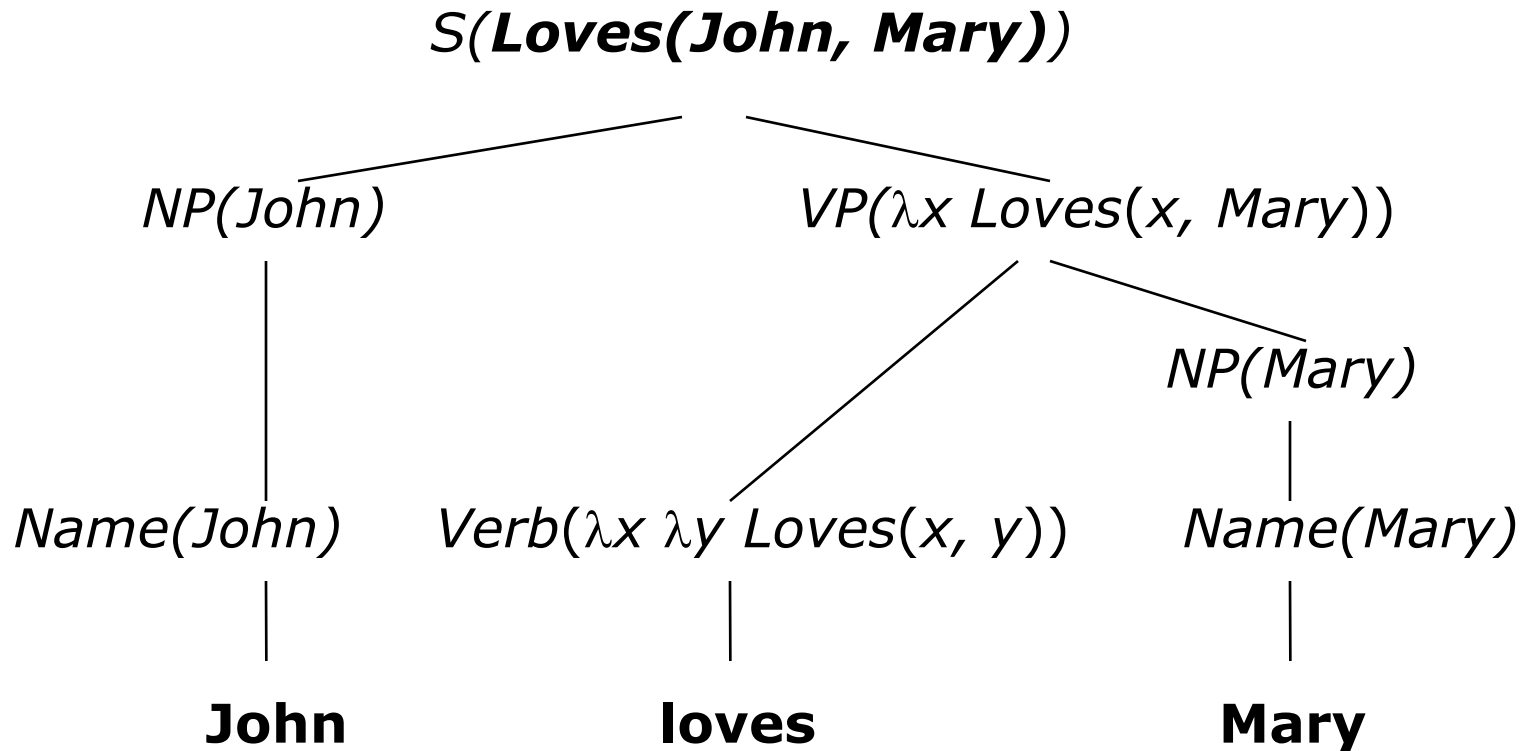 S(Loves(John, Mary))
NP(John) VP(λx Loves(x, Mary))
NP(Mary)
Name(John) Verb(λx λy Loves(x, y)) Name(Mary)
John loves Mary